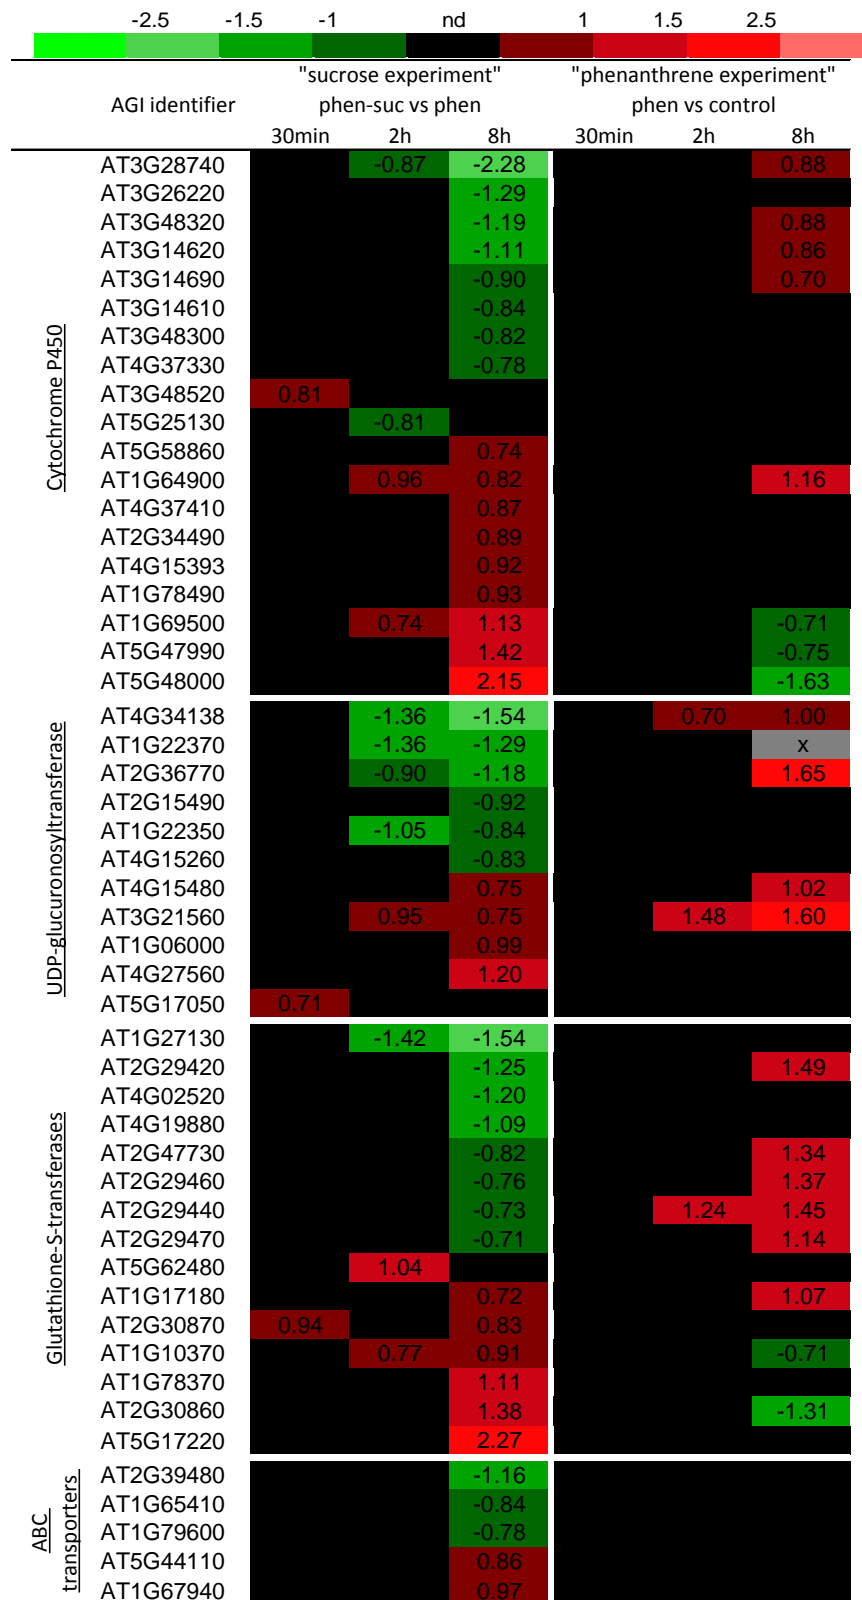 -2.5 -1.5 -1 nd 1 1.5 2.5
"sucrose experiment" "phenanthrene experiment"
AGI identifier phen-suc vs phen phen vs control
30min 2h 8h 30min 2h 8h
Cytochrome P450
AT3G28740 -0.87 -2.28 0.88
AT3G26220 -1.29
AT3G48320 -1.19 0.88
AT3G14620 -1.11 0.86
AT3G14690 -0.90 0.70
AT3G14610 -0.84
AT3G48300 -0.82
AT4G37330 -0.78
AT3G48520 0.81
AT5G25130 -0.81
AT5G58860 0.74
AT1G64900 0.96 0.82 1.16
AT4G37410 0.87
AT2G34490 0.89
AT4G15393 0.92
AT1G78490 0.93
AT1G69500 0.74 1.13 -0.71
AT5G47990 1.42 -0.75
AT5G48000 2.15 -1.63
UDP-glucuronosyltransferase
AT4G34138 -1.36 -1.54 0.70 1.00
AT1G22370 -1.36 -1.29 x
AT2G36770 -0.90 -1.18 1.65
AT2G15490 -0.92
AT1G22350 -1.05 -0.84
AT4G15260 -0.83
AT4G15480 0.75 1.02
AT3G21560 0.95 0.75 1.48 1.60
AT1G06000 0.99
AT4G27560 1.20
AT5G17050 0.71
Glutathione-S-transferases
AT1G27130 -1.42 -1.54
AT2G29420 -1.25 1.49
AT4G02520 -1.20
AT4G19880 -1.09
AT2G47730 -0.82 1.34
AT2G29460 -0.76 1.37
AT2G29440 -0.73 1.24 1.45
AT2G29470 -0.71 1.14
AT5G62480 1.04
AT1G17180 0.72 1.07
AT2G30870 0.94 0.83
AT1G10370 0.77 0.91 -0.71
AT1G78370 1.11
AT2G30860 1.38 -1.31
AT5G17220 2.27
ABC
transporters
AT2G39480 -1.16
AT1G65410 -0.84
AT1G79600 -0.78
AT5G44110 0.86
AT1G67940 0.97